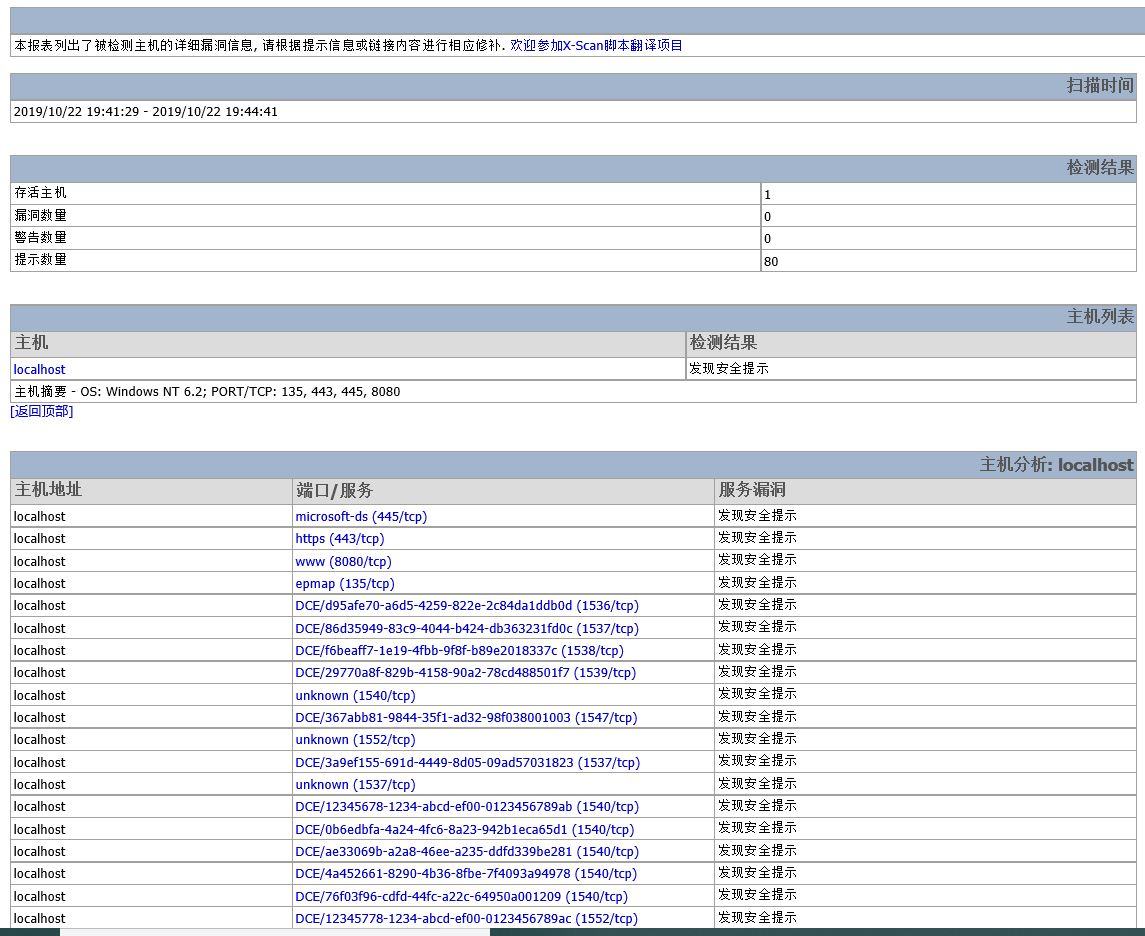 本报表列出了被检测主机的详细漏洞信息, 请根据提示信息或链接内容进行相应修补. 欢迎参加X-Scan脚本翻译项目
扫描时间
2019/10/22 19:41:29 - 2019/10/22 19:44:41
检测结果
存活主机 1
漏洞数量 0
警告数量 0
提示数量 80
主机列表
主机 检测结果
localhost 发现安全提示
主机摘要 - OS: Windows NT 6.2; PORT/TCP: 135, 443, 445, 8080
[返回顶部]
主机分析: localhost
主机地址 端口/服务 服务漏洞
localhost microsoft-ds (445/tcp) 发现安全提示
localhost https (443/tcp) 发现安全提示
localhost www (8080/tcp) 发现安全提示
localhost epmap (135/tcp) 发现安全提示
localhost DCE/d95afe70-a6d5-4259-822e-2c84da1ddb0d (1536/tcp) 发现安全提示
localhost DCE/86d35949-83c9-4044-b424-db363231fd0c (1537/tcp) 发现安全提示
localhost DCE/f6beaff7-1e19-4fbb-9f8f-b89e2018337c (1538/tcp) 发现安全提示
localhost DCE/29770a8f-829b-4158-90a2-78cd488501f7 (1539/tcp) 发现安全提示
localhost unknown (1540/tcp) 发现安全提示
localhost DCE/367abb81-9844-35f1-ad32-98f038001003 (1547/tcp) 发现安全提示
localhost unknown (1552/tcp) 发现安全提示
localhost DCE/3a9ef155-691d-4449-8d05-09ad57031823 (1537/tcp) 发现安全提示
localhost unknown (1537/tcp) 发现安全提示
localhost DCE/12345678-1234-abcd-ef00-0123456789ab (1540/tcp) 发现安全提示
localhost DCE/0b6edbfa-4a24-4fc6-8a23-942b1eca65d1 (1540/tcp) 发现安全提示
localhost DCE/ae33069b-a2a8-46ee-a235-ddfd339be281 (1540/tcp) 发现安全提示
localhost DCE/4a452661-8290-4b36-8fbe-7f4093a94978 (1540/tcp) 发现安全提示
localhost DCE/76f03f96-cdfd-44fc-a22c-64950a001209 (1540/tcp) 发现安全提示
localhost DCE/12345778-1234-abcd-ef00-0123456789ac (1552/tcp) 发现安全提示